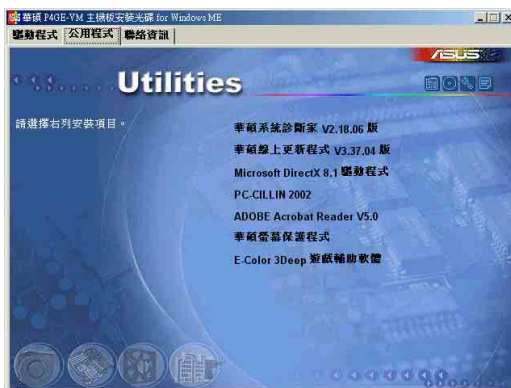 華碩 P4GE-VM 主機板安裝光碟 for Windows ME
驅動程式 公用程式 聯絡資訊
ASUS
Utilities
請選擇右列安裝項目。
華碩系統診斷家 V2.18.06 版
華碩線上更新程式 V3.37.04 版
Microsoft DirectX 8.1 驅動程式
PC-CILLIN 2002
ADOBE Acrobat Reader V5.0
華碩螢幕保護程式
E-Color 3Deep 遊戲輔助軟體